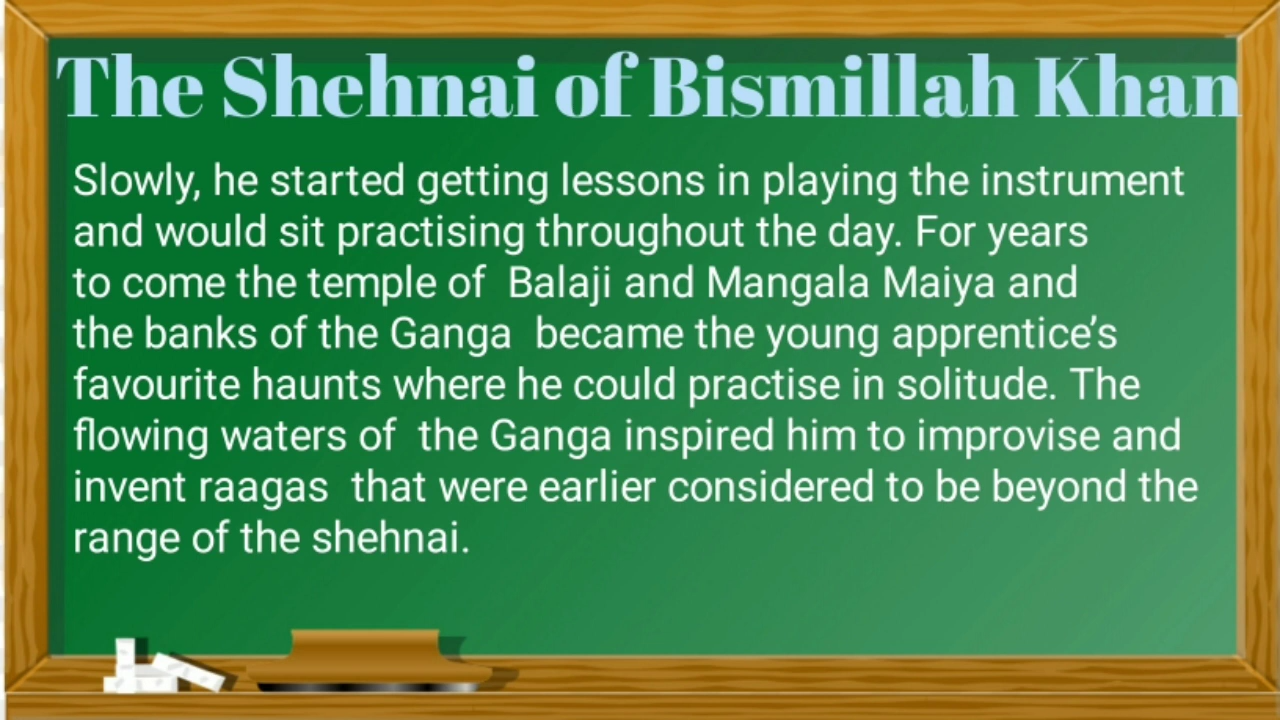 The Shehnai of Bismillah Khan
Slowly, he started getting lessons in playing the instrument
and would sit practising throughout the day. For years
to come the temple of  Balaji and Mangala Maiya and
the banks of the Ganga  became the young apprentice’s
favourite haunts where he could practise in solitude. The
flowing waters of  the Ganga inspired him to improvise and
invent raagas  that were earlier considered to be beyond the
range of the shehnai.